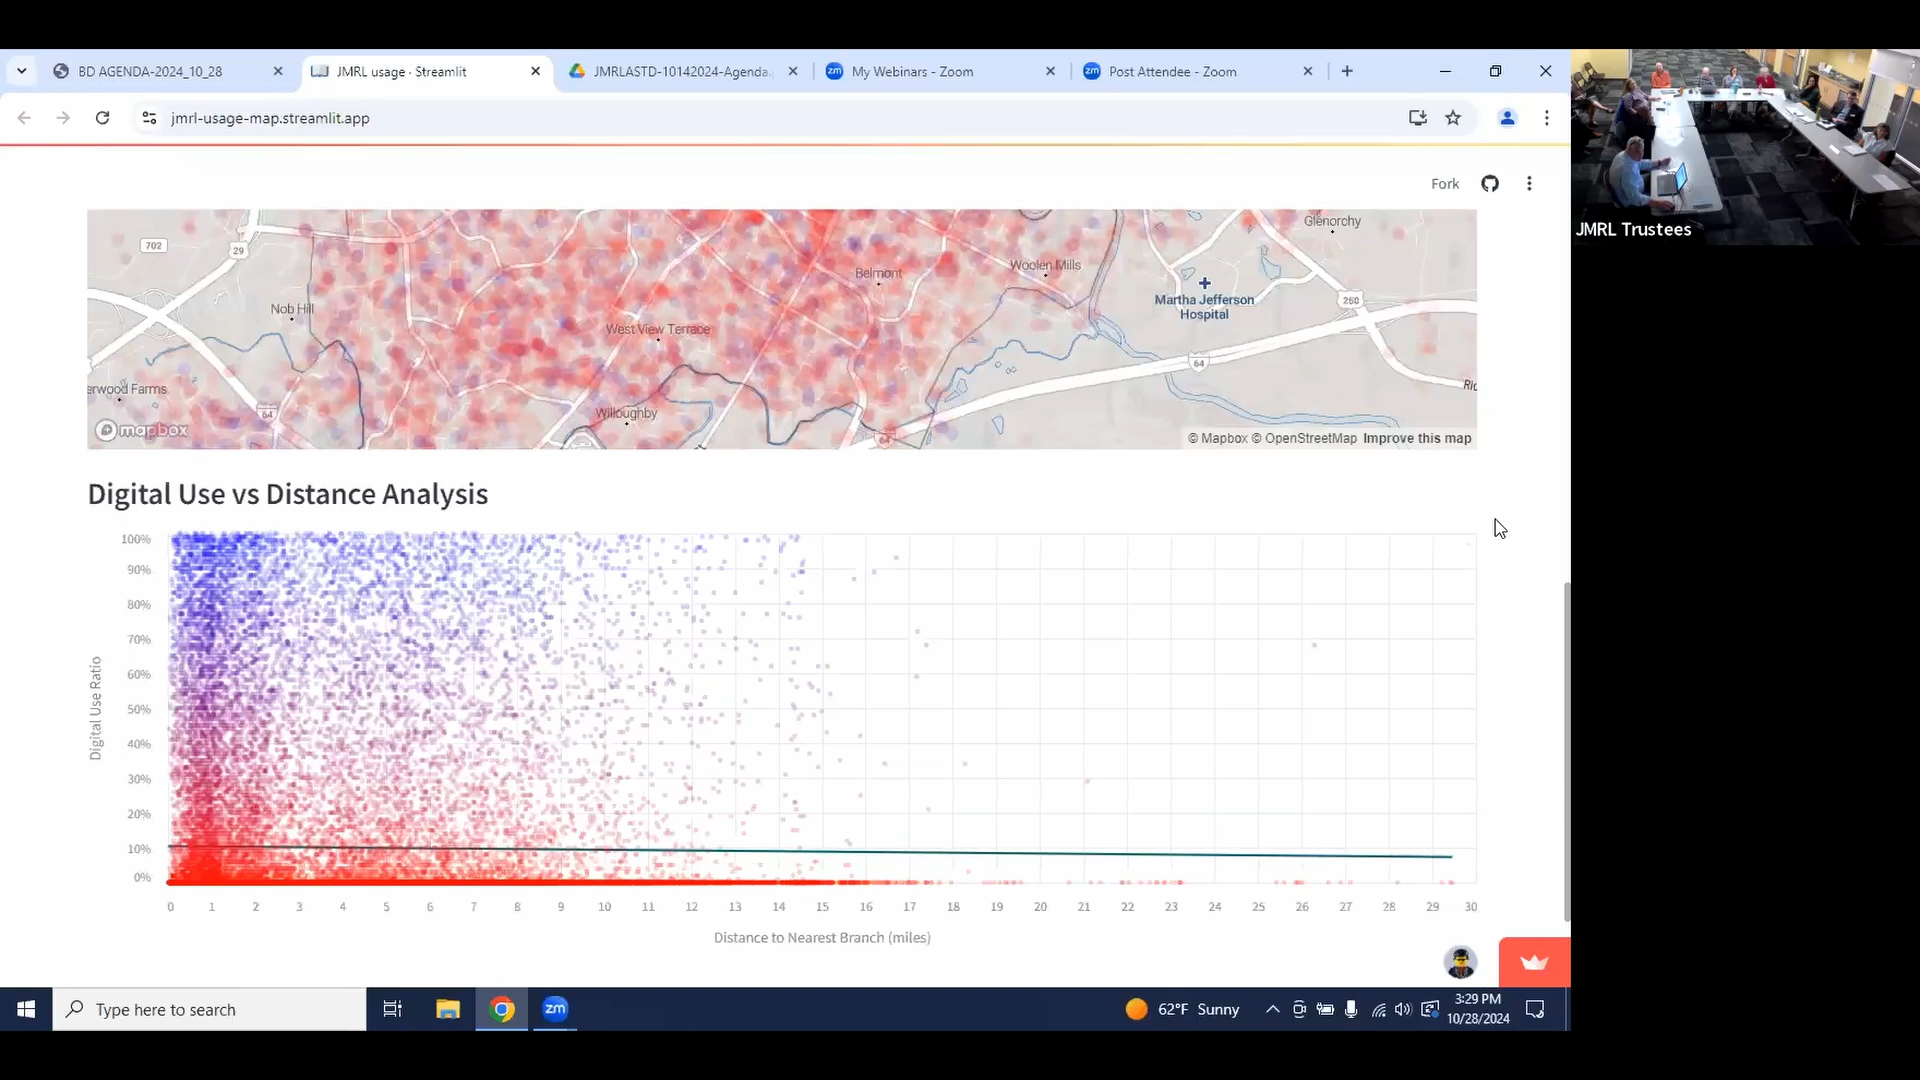 BD AGENDA-2024_10_28
JMRL usage · Streamlit
JMRLASTD-10142024-Agenda.
My Webinars - Zoom
Post Attendee - Zoom
jmrl-usage-map.streamlit.app
Fork
JMRL Trustees
702
29
Nob Hill
Belmont
Woolen Mills
Glenorchy
Martha Jefferson
Hospital
250
West View Terrace
64
erwood Farms
64
Willoughby
64
mapbox
© Mapbox © OpenStreetMap Improve this map
Digital Use vs Distance Analysis
Digital Use Ratio
100%
90%
80%
70%
60%
50%
40%
30%
20%
10%
0%
0 1 2 3 4 5 6 7 8 9 10 11 12 13 14 15 16 17 18 19 20 21 22 23 24 25 26 27 28 29 30
Distance to Nearest Branch (miles)
Type here to search
zm
62°F Sunny
3:29 PM
10/28/2024